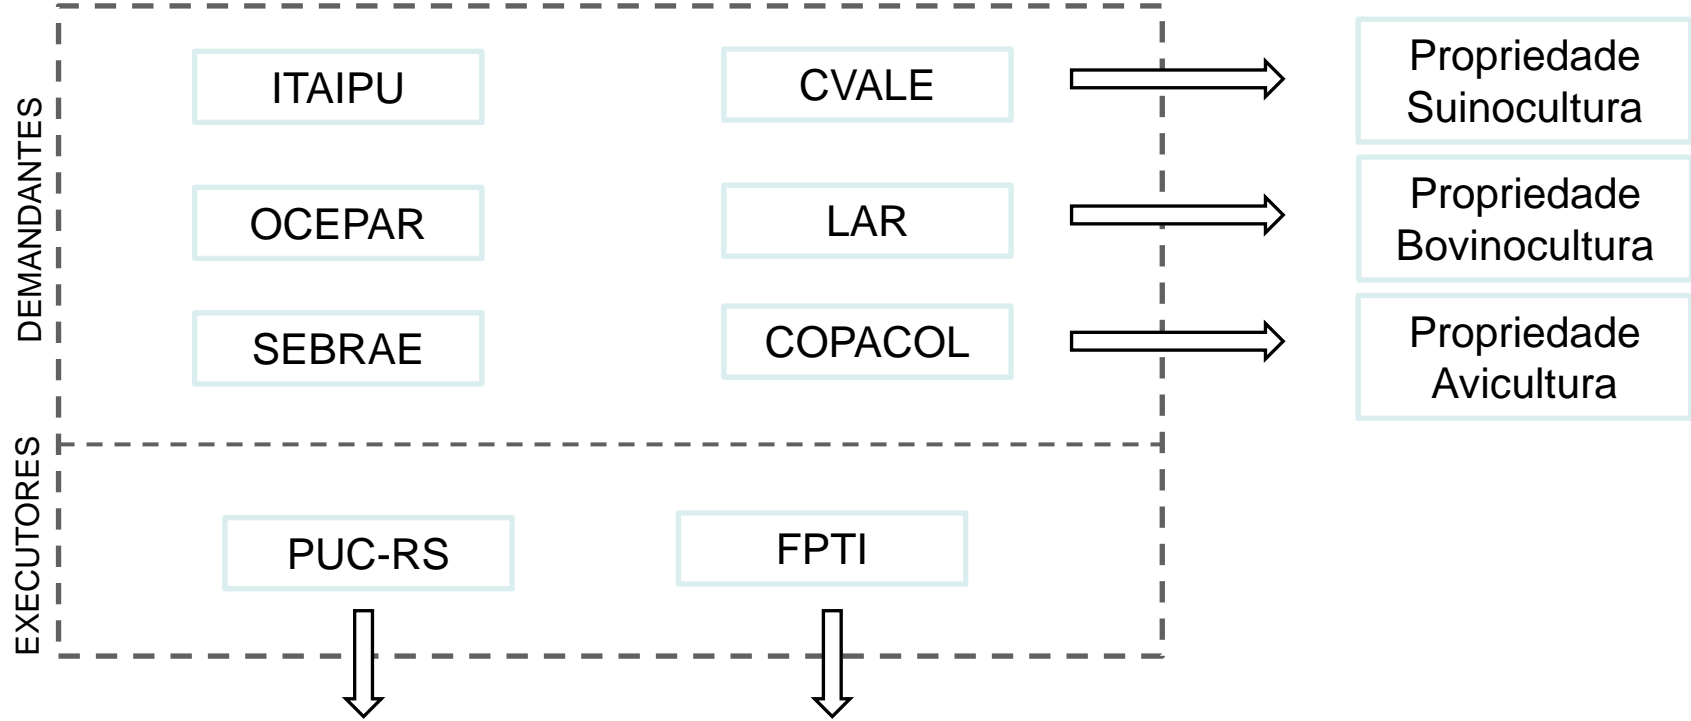 DEMANDANTES
ITAIPU
CVALE
Propriedade
Suinocultura
OCEPAR
LAR
Propriedade
Bovinocultura
SEBRAE
COPACOL
Propriedade
Avicultura
EXECUTORES
PUC-RS
FPTI